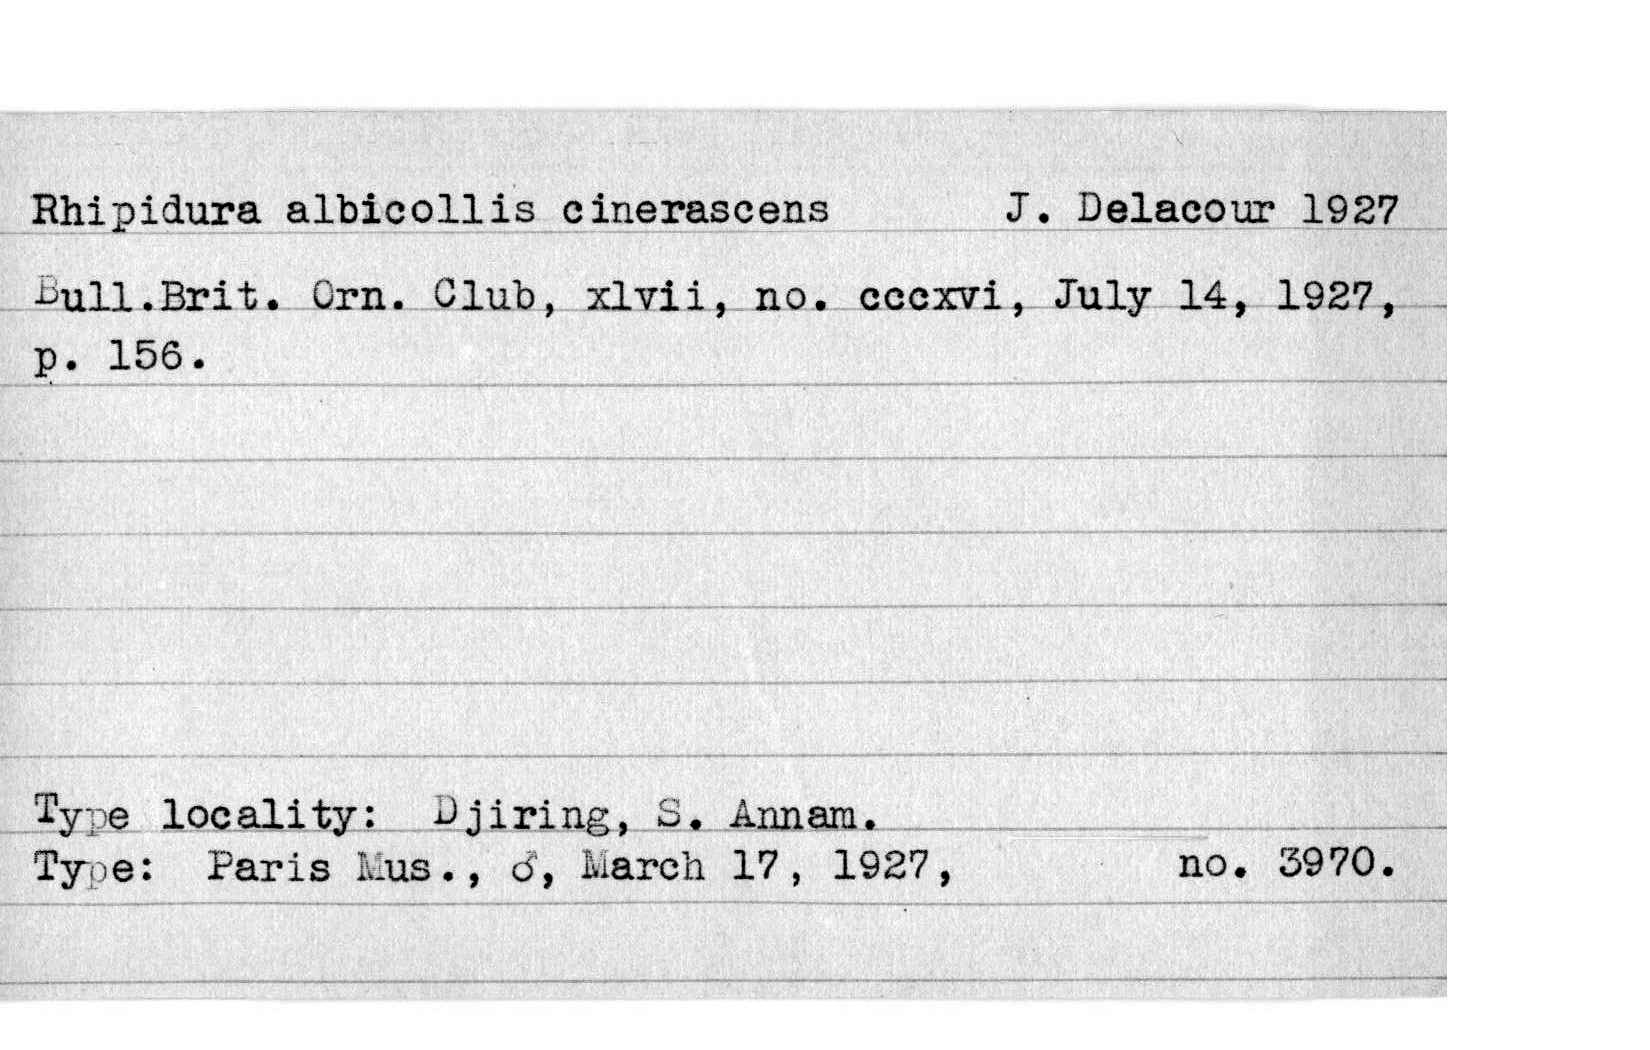 Rhipidura albicollis cinerascens J. Delacour 1927
Bull.Brit. Orn. Club, xlvii, no. cccxvi, July 14, 1927,
p. 156.
Type locality: Djiring, S. Annam.
Type: Paris Mus., ♂, March 17, 1927, no. 3970.